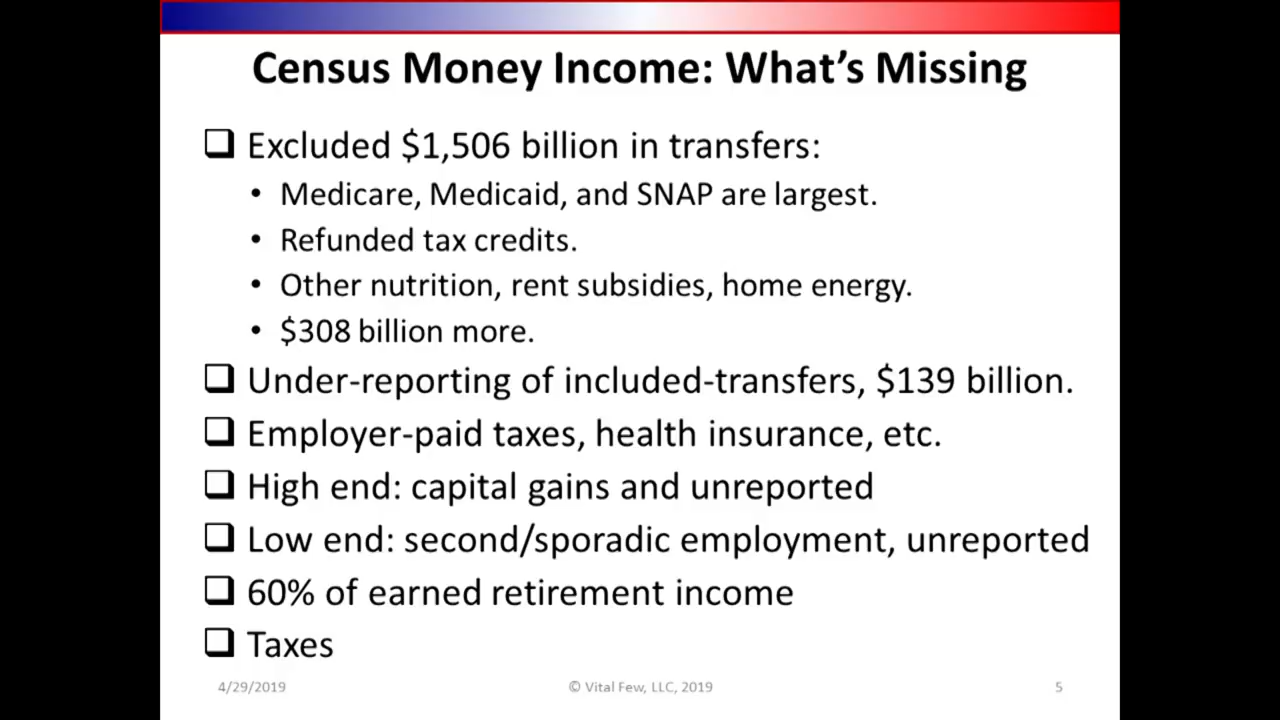 Census Money Income: What's Missing
❑ Excluded $1,506 billion in transfers:
• Medicare, Medicaid, and SNAP are largest.
• Refunded tax credits.
• Other nutrition, rent subsidies, home energy.
• $308 billion more.
❑ Under-reporting of included-transfers, $139 billion.
❑ Employer-paid taxes, health insurance, etc.
❑ High end: capital gains and unreported
❑ Low end: second/sporadic employment, unreported
❑ 60% of earned retirement income
❑ Taxes
4/29/2019 © Vital Few, LLC, 2019 5